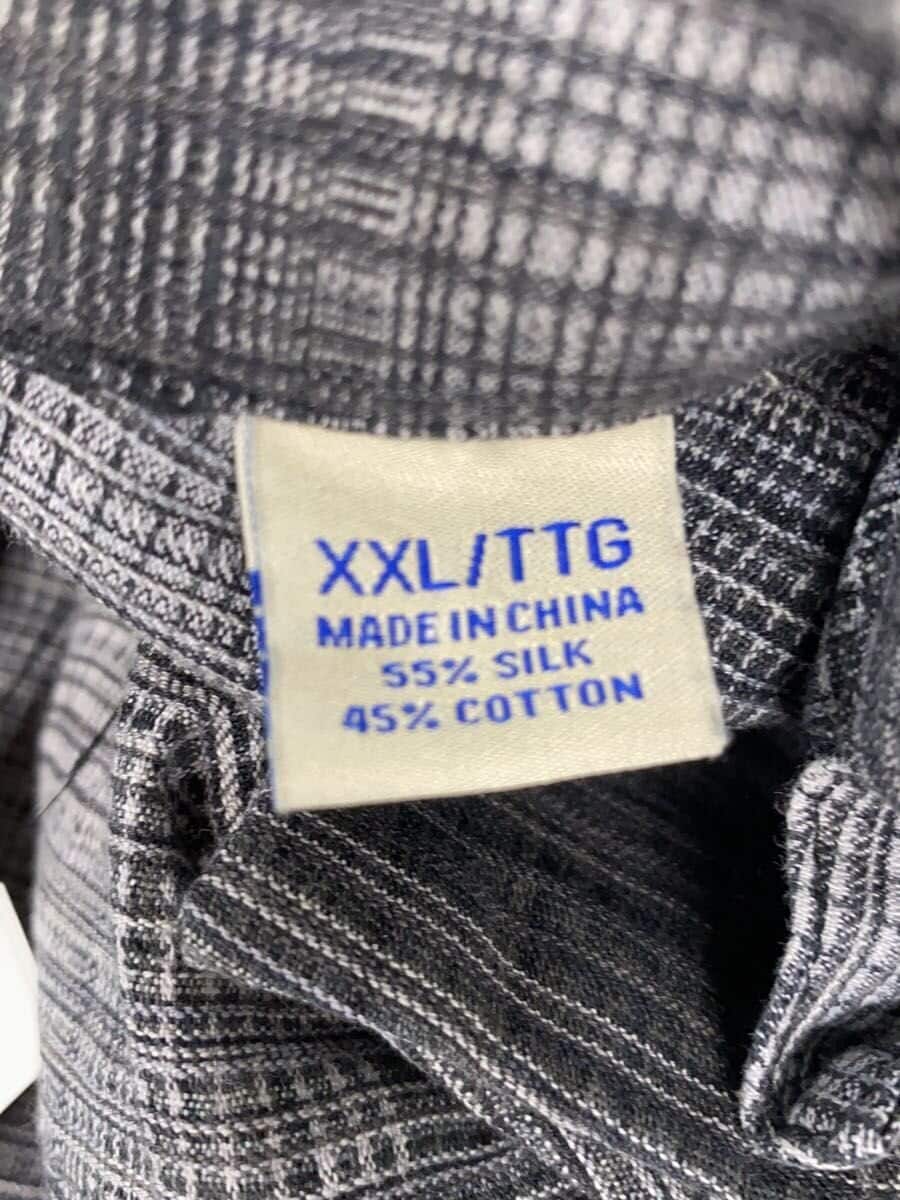 XXL/TTG
MADE IN CHINA
55% SILK
45% COTTON